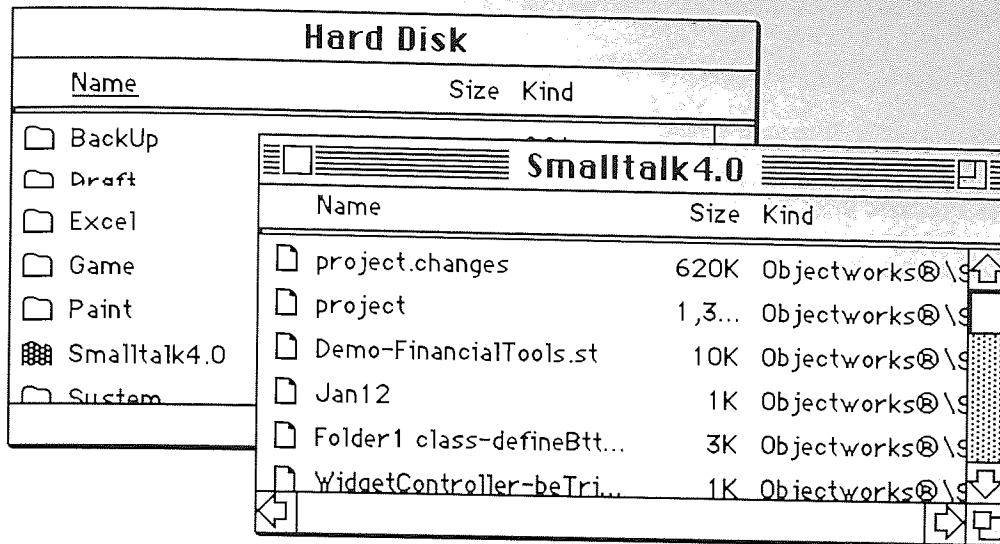 Hard Disk
Name Size Kind
BackUp
Draft
Excel
Game
Paint
Smalltalk4.0
System
Smalltalk4.0
Name Size Kind
project.changes 620K Objectworks®\S
project 1,3... Objectworks®\S
Demo-FinancialTools.st 10K Objectworks®\S
Jan12 1K Objectworks®\S
Folder1 class-defineBtt... 3K Objectworks®\S
WidgetController-beTri... 1K Objectworks®\S